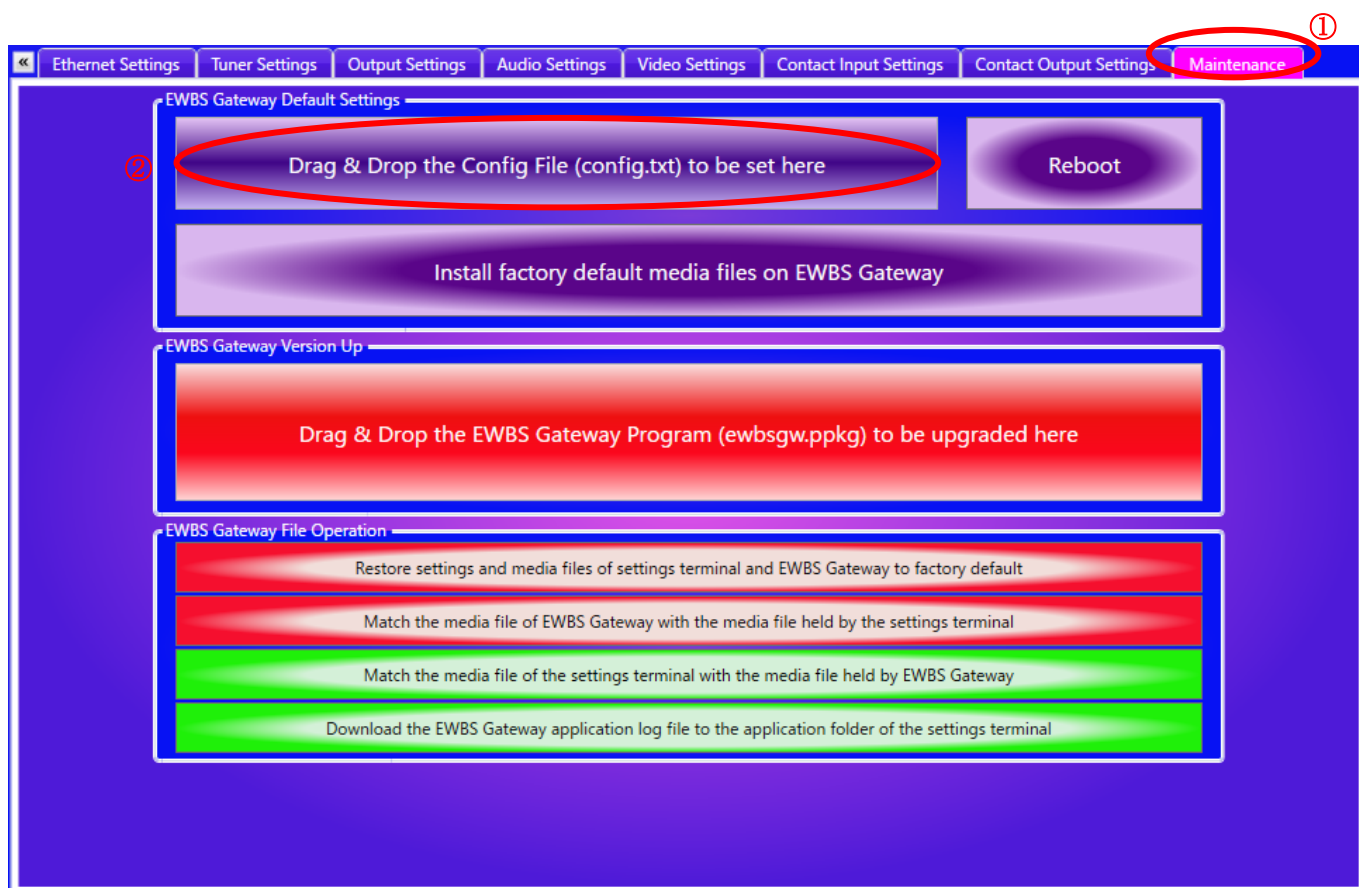 ①
« Ethernet Settings Tuner Settings Output Settings Audio Settings Video Settings Contact Input Settings Contact Output Settings Maintenance
EWBS Gateway Default Settings
② Drag & Drop the Config File (config.txt) to be set here Reboot
Install factory default media files on EWBS Gateway
EWBS Gateway Version Up
Drag & Drop the EWBS Gateway Program (ewbsgw.ppkg) to be upgraded here
EWBS Gateway File Operation
Restore settings and media files of settings terminal and EWBS Gateway to factory default
Match the media file of EWBS Gateway with the media file held by the settings terminal
Match the media file of the settings terminal with the media file held by EWBS Gateway
Download the EWBS Gateway application log file to the application folder of the settings terminal